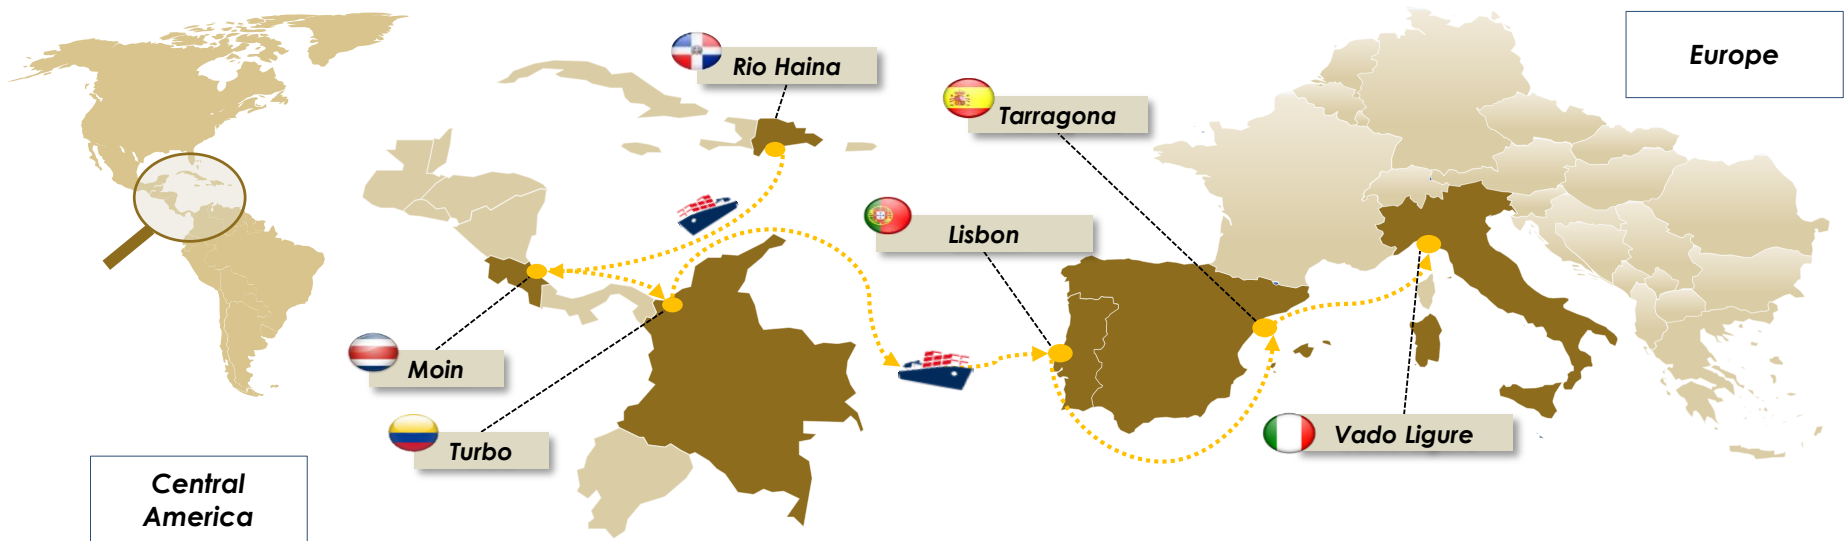 Rio Haina
Europe
Tarragona
Lisbon
Moin
Vado Ligure
Turbo
Central
America